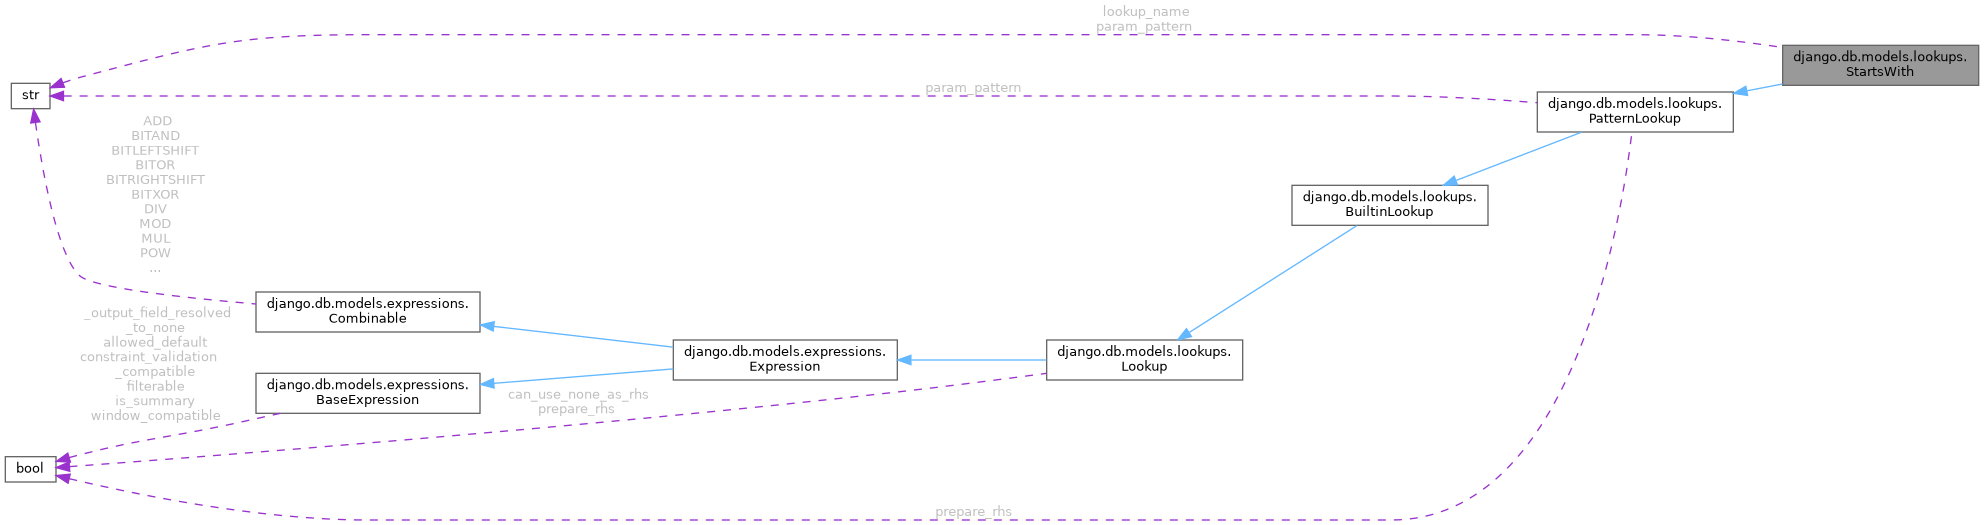 lookup_name
param_pattern
django.db.models.lookups.
StartsWith
str
param_pattern
django.db.models.lookups.
PatternLookup
ADD
BITAND
BITLEFTSHIFT
BITOR
BITRIGHTSHIFT
BITXOR
DIV
MOD
MUL
POW
...
django.db.models.lookups.
BuiltinLookup
django.db.models.expressions.
Combinable
_output_field_resolved
_to_none
allowed_default
constraint_validation
_compatible
filterable
is_summary
window_compatible
django.db.models.expressions.
Expression
django.db.models.lookups.
Lookup
django.db.models.expressions.
BaseExpression
can_use_none_as_rhs
prepare_rhs
bool
prepare_rhs